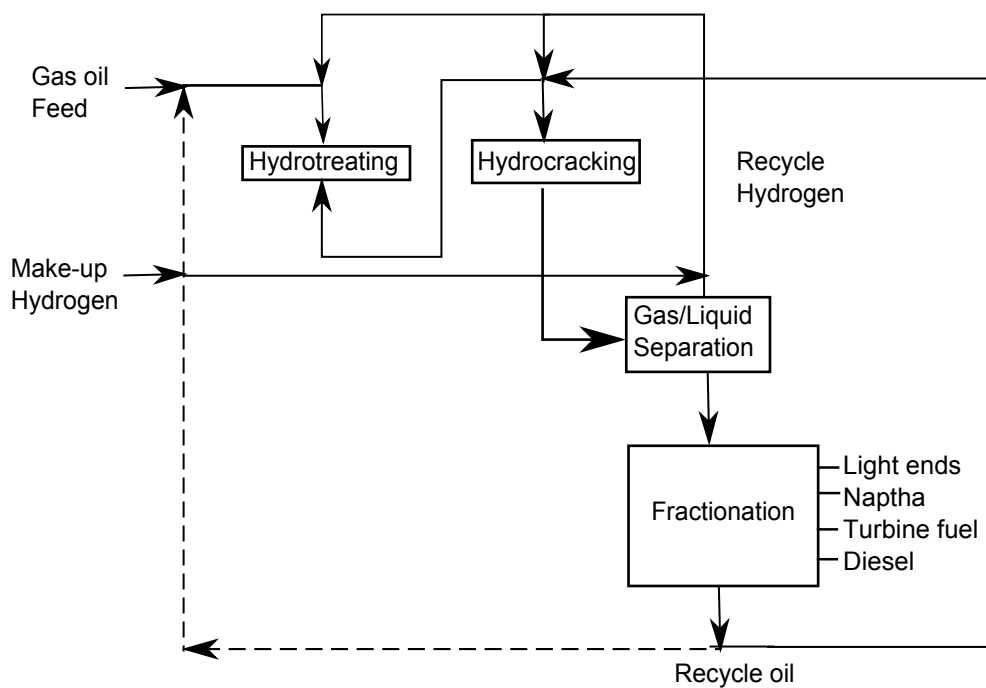 Gas oil
Feed
Hydrotreating
Hydrocracking
Recycle
Hydrogen
Make-up
Hydrogen
Gas/Liquid
Separation
Fractionation
Light ends
Naptha
Turbine fuel
Diesel
Recycle oil